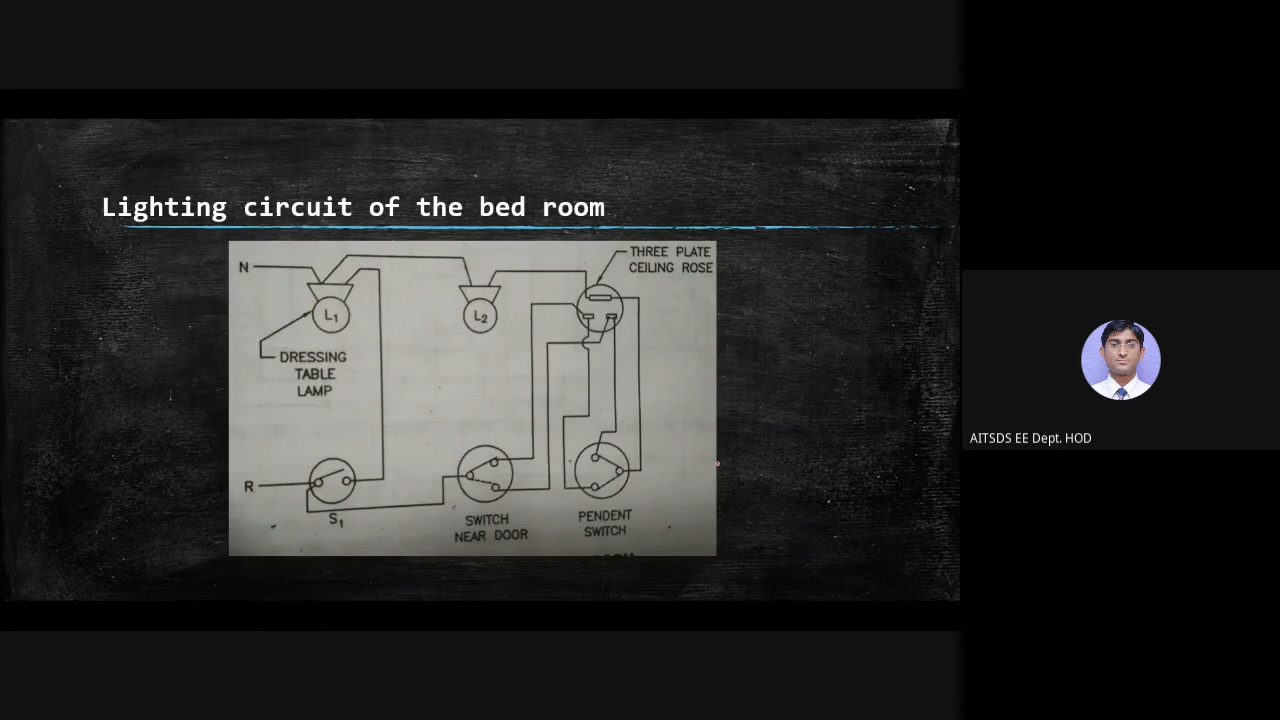 Lighting circuit of the bed room
THREE PLATE
CEILING ROSE
N
L1
L2
DRESSING
TABLE
LAMP
R
S1
SWITCH
NEAR DOOR
PENDENT
SWITCH
AITSDS EE Dept. HOD